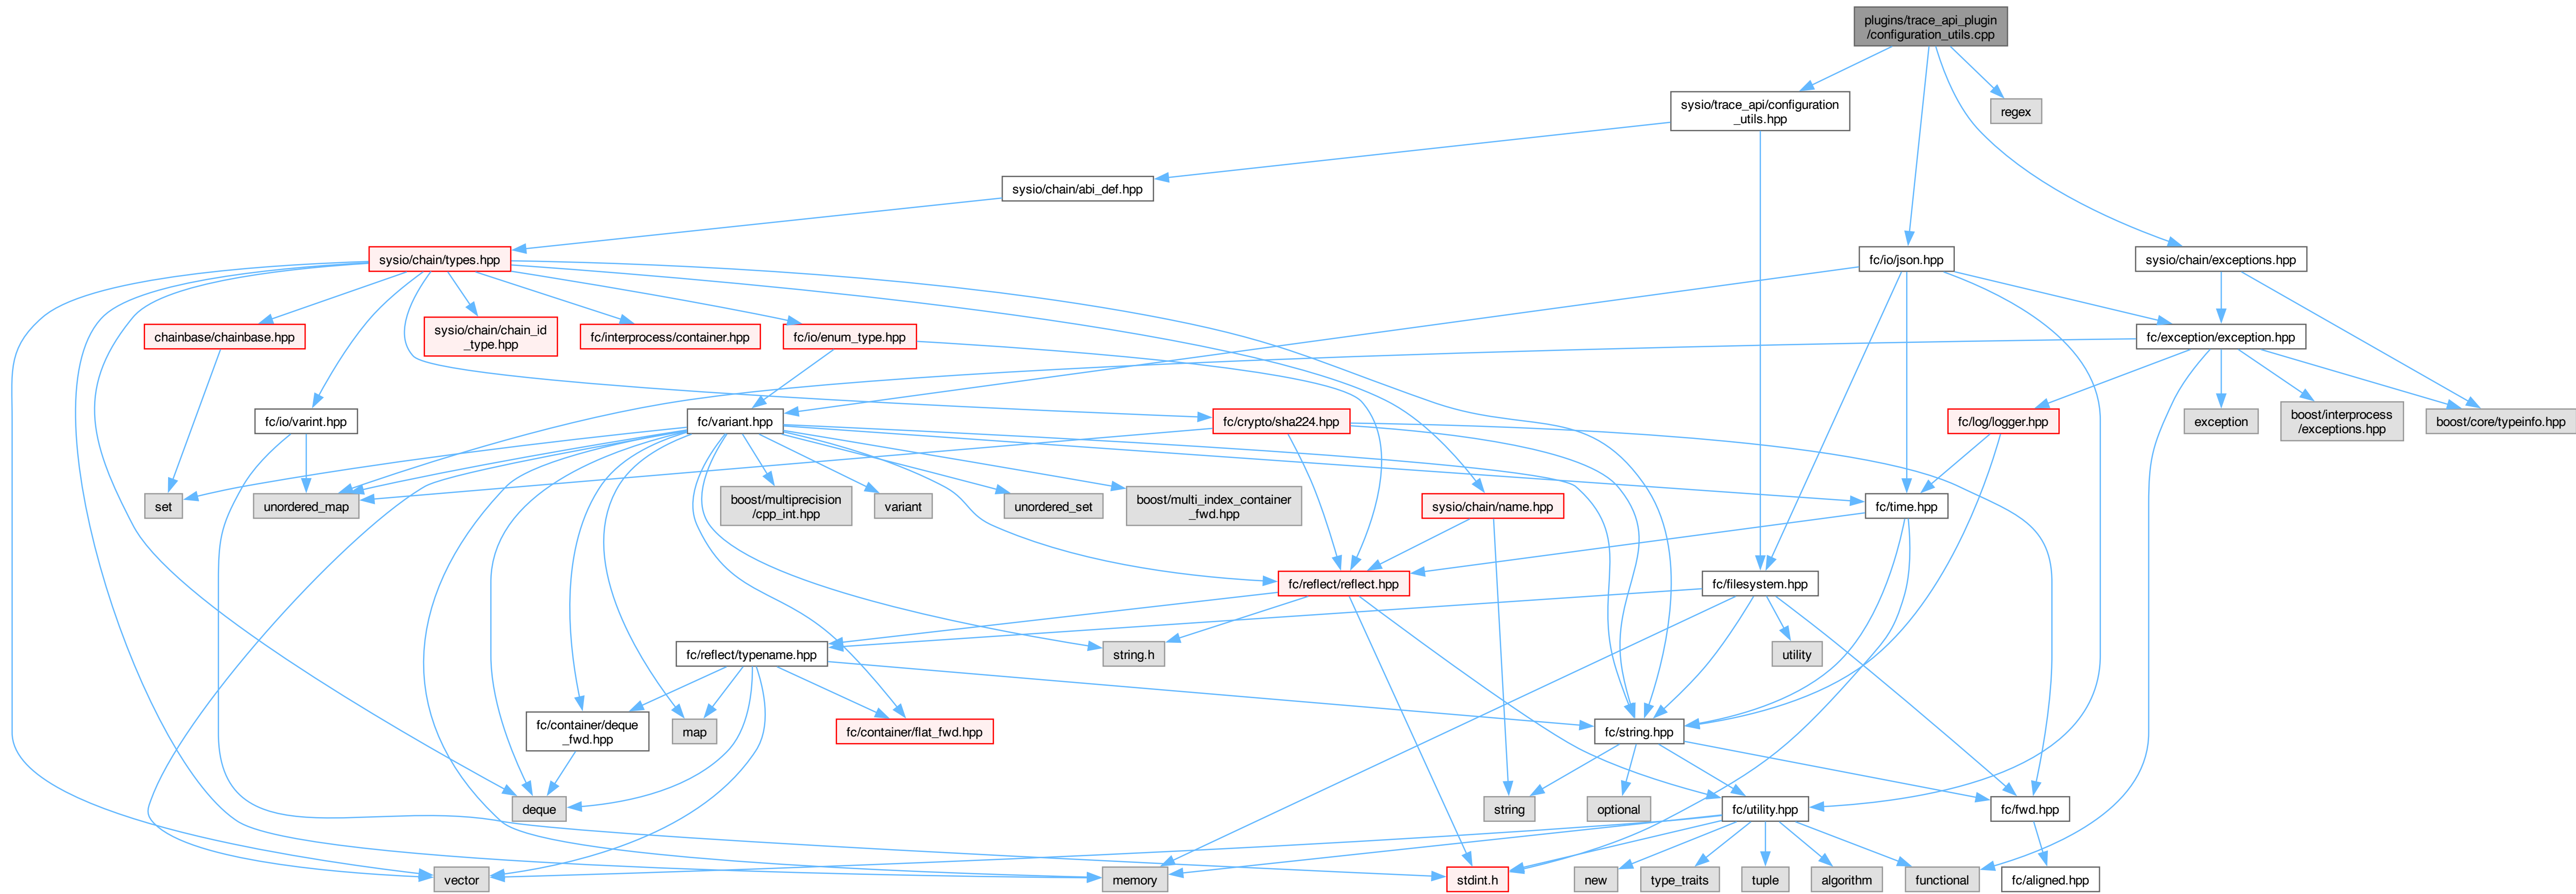 plugins/trace_api_plugin
/configuration_utils.cpp
sysio/trace_api/configuration
_utils.hpp
regex
sysio/chain/abi_def.hpp
sysio/chain/types.hpp
fc/io/json.hpp
sysio/chain/exceptions.hpp
chainbase/chainbase.hpp
sysio/chain/chain_id
_type.hpp
fc/interprocess/container.hpp
fc/io/enum_type.hpp
fc/exception/exception.hpp
fc/io/varint.hpp
fc/variant.hpp
fc/crypto/sha224.hpp
fc/log/logger.hpp
exception
boost/interprocess
/exceptions.hpp
boost/core/typeinfo.hpp
set
unordered_map
boost/multiprecision
/cpp_int.hpp
variant
unordered_set
boost/multi_index_container
_fwd.hpp
sysio/chain/name.hpp
fc/time.hpp
fc/reflect/reflect.hpp
fc/filesystem.hpp
fc/reflect/typename.hpp
string.h
utility
fc/container/deque
_fwd.hpp
map
fc/container/flat_fwd.hpp
fc/string.hpp
deque
string
optional
fc/utility.hpp
fc/fwd.hpp
vector
memory
stdint.h
new
type_traits
tuple
algorithm
functional
fc/aligned.hpp